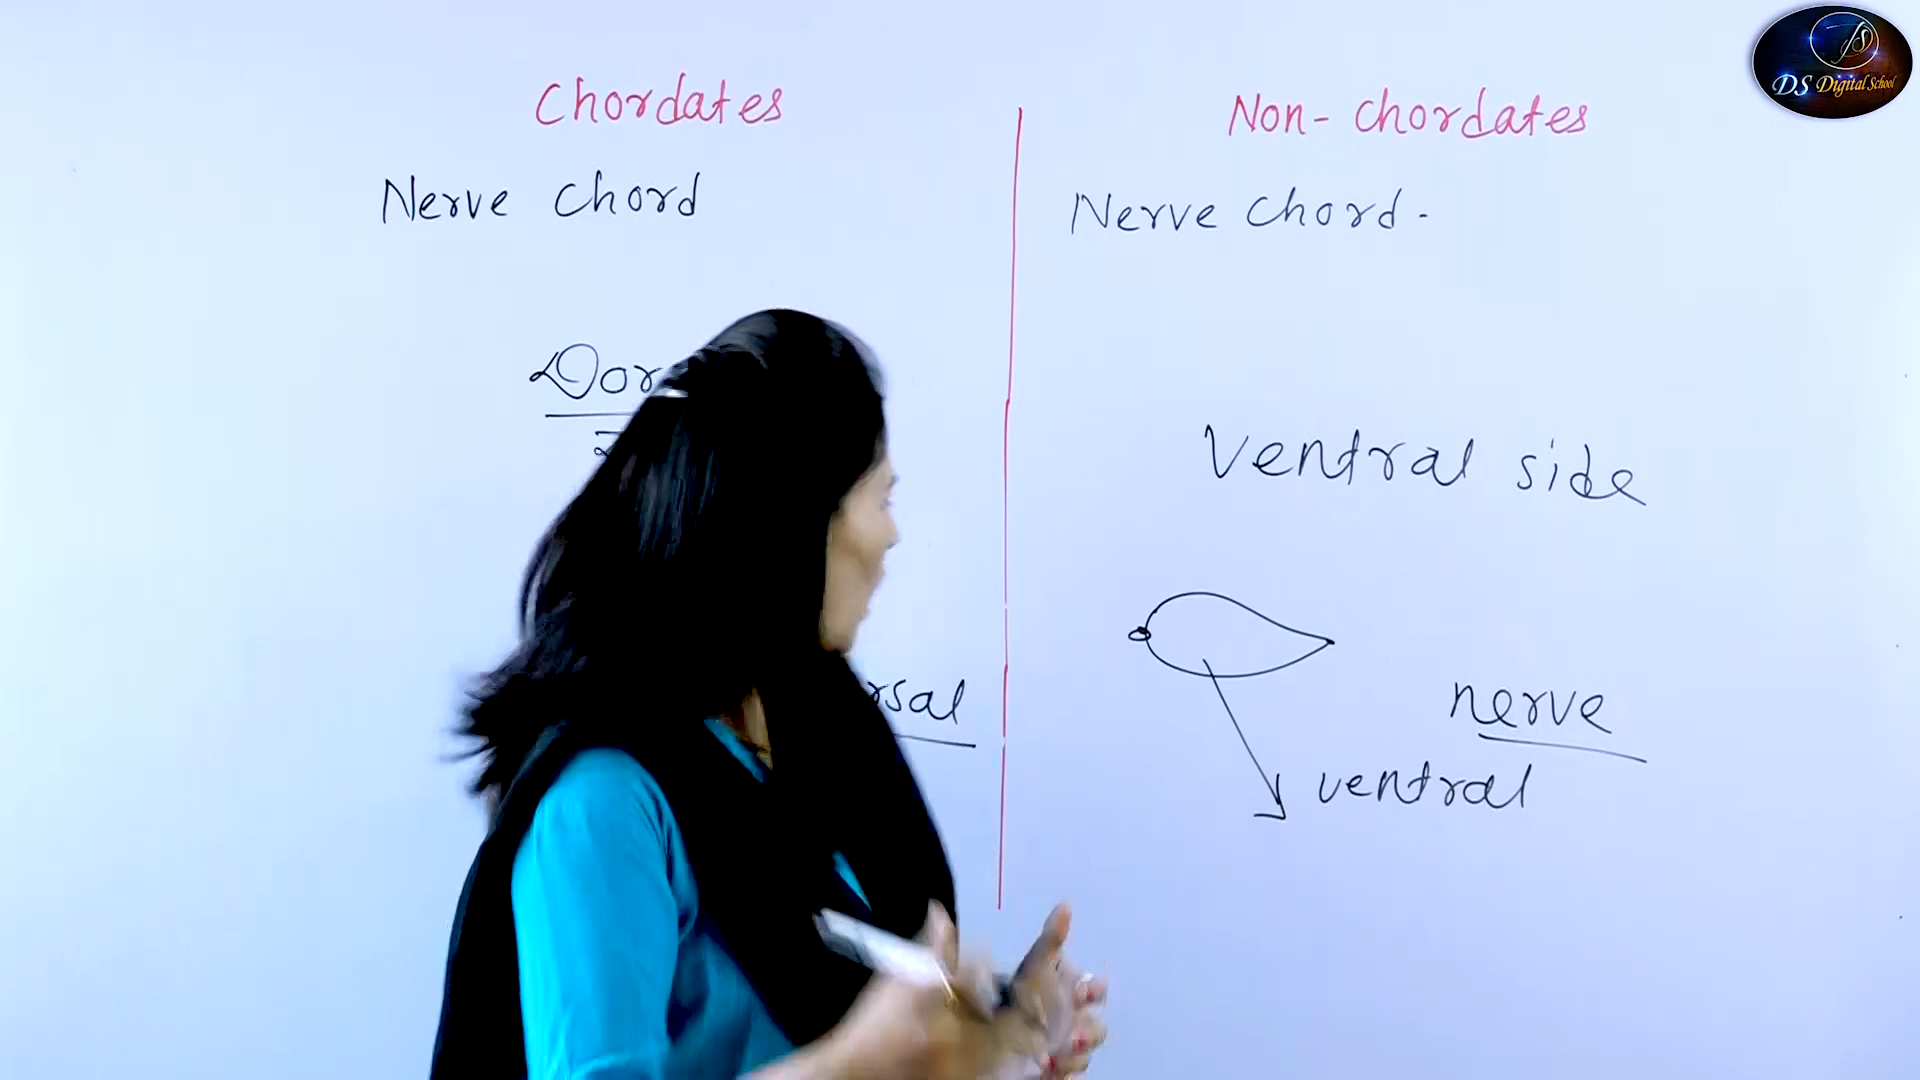 Chordates
Nerve Chord
Non- Chordates
Nerve Chord -
Ventral side
nerve
ventral
DS Digital School